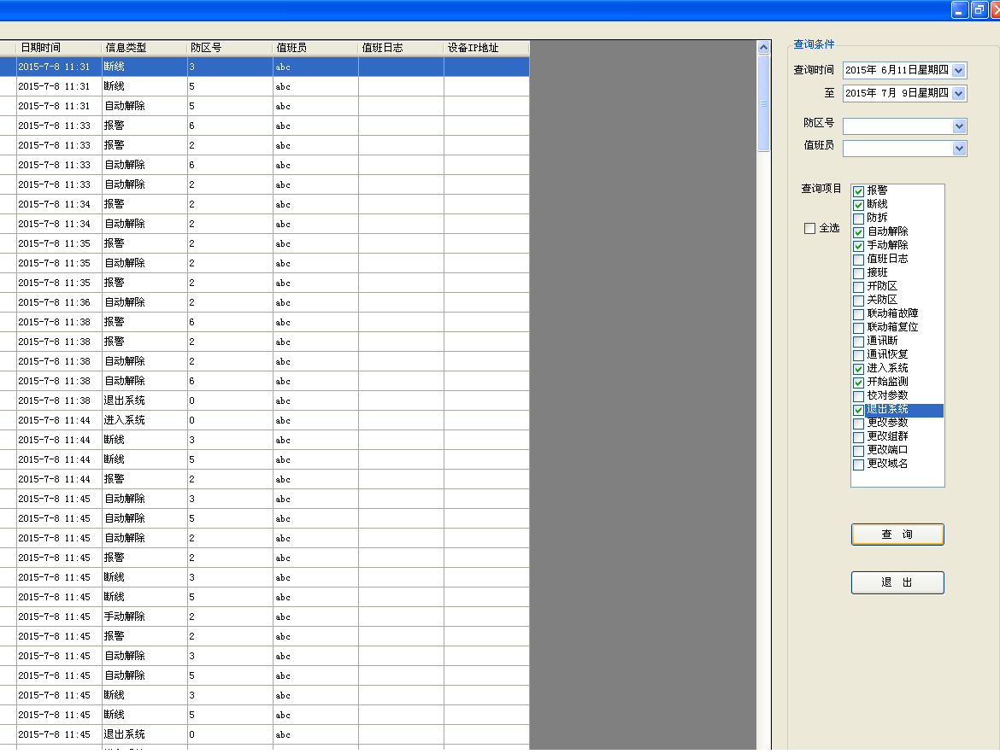 日期时间 信息类型 防区号 值班员 值班日志 设备IP地址
2015-7-8 11:31 断线 3 abc
2015-7-8 11:31 断线 5 abc
2015-7-8 11:31 自动解除 5 abc
2015-7-8 11:33 报警 6 abc
2015-7-8 11:33 报警 2 abc
2015-7-8 11:33 自动解除 6 abc
2015-7-8 11:33 自动解除 2 abc
2015-7-8 11:34 报警 2 abc
2015-7-8 11:34 自动解除 2 abc
2015-7-8 11:35 报警 2 abc
2015-7-8 11:35 自动解除 2 abc
2015-7-8 11:35 报警 2 abc
2015-7-8 11:36 自动解除 2 abc
2015-7-8 11:38 报警 6 abc
2015-7-8 11:38 报警 2 abc
2015-7-8 11:38 自动解除 2 abc
2015-7-8 11:38 自动解除 6 abc
2015-7-8 11:38 退出系统 0 abc
2015-7-8 11:44 进入系统 0 abc
2015-7-8 11:44 断线 3 abc
2015-7-8 11:44 断线 5 abc
2015-7-8 11:44 报警 2 abc
2015-7-8 11:45 自动解除 3 abc
2015-7-8 11:45 自动解除 5 abc
2015-7-8 11:45 自动解除 2 abc
2015-7-8 11:45 报警 2 abc
2015-7-8 11:45 断线 3 abc
2015-7-8 11:45 断线 5 abc
2015-7-8 11:45 手动解除 2 abc
2015-7-8 11:45 报警 2 abc
2015-7-8 11:45 自动解除 3 abc
2015-7-8 11:45 自动解除 5 abc
2015-7-8 11:45 断线 3 abc
2015-7-8 11:45 断线 5 abc
2015-7-8 11:45 退出系统 0 abc
查询条件
查询时间 2015年 6月11日星期四
至 2015年 7月 9日星期四
防区号
值班员
查询项目
全选
报警
断线
防拆
自动解除
手动解除
值班日志
接班
开防区
关防区
联动箱故障
联动箱复位
通讯断
通讯恢复
进入系统
开始监测
校对参数
退出系统
更改参数
更改组群
更改端口
更改域名
查 询
退 出